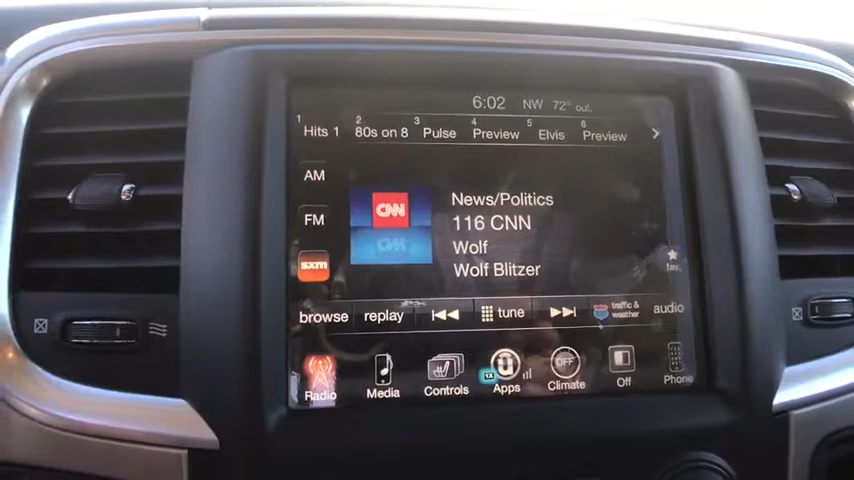 6:02 NW 72° out.
1 2 3 4 5 6
Hits 1 80s on 8 Pulse Preview Elvis Preview
AM
FM
sxm
CNN
CNN
News/Politics
116 CNN
Wolf
Wolf Blitzer
fav.
browse replay tune traffic & weather audio
OFF
1X
Radio Media Controls Apps Climate Off Phone